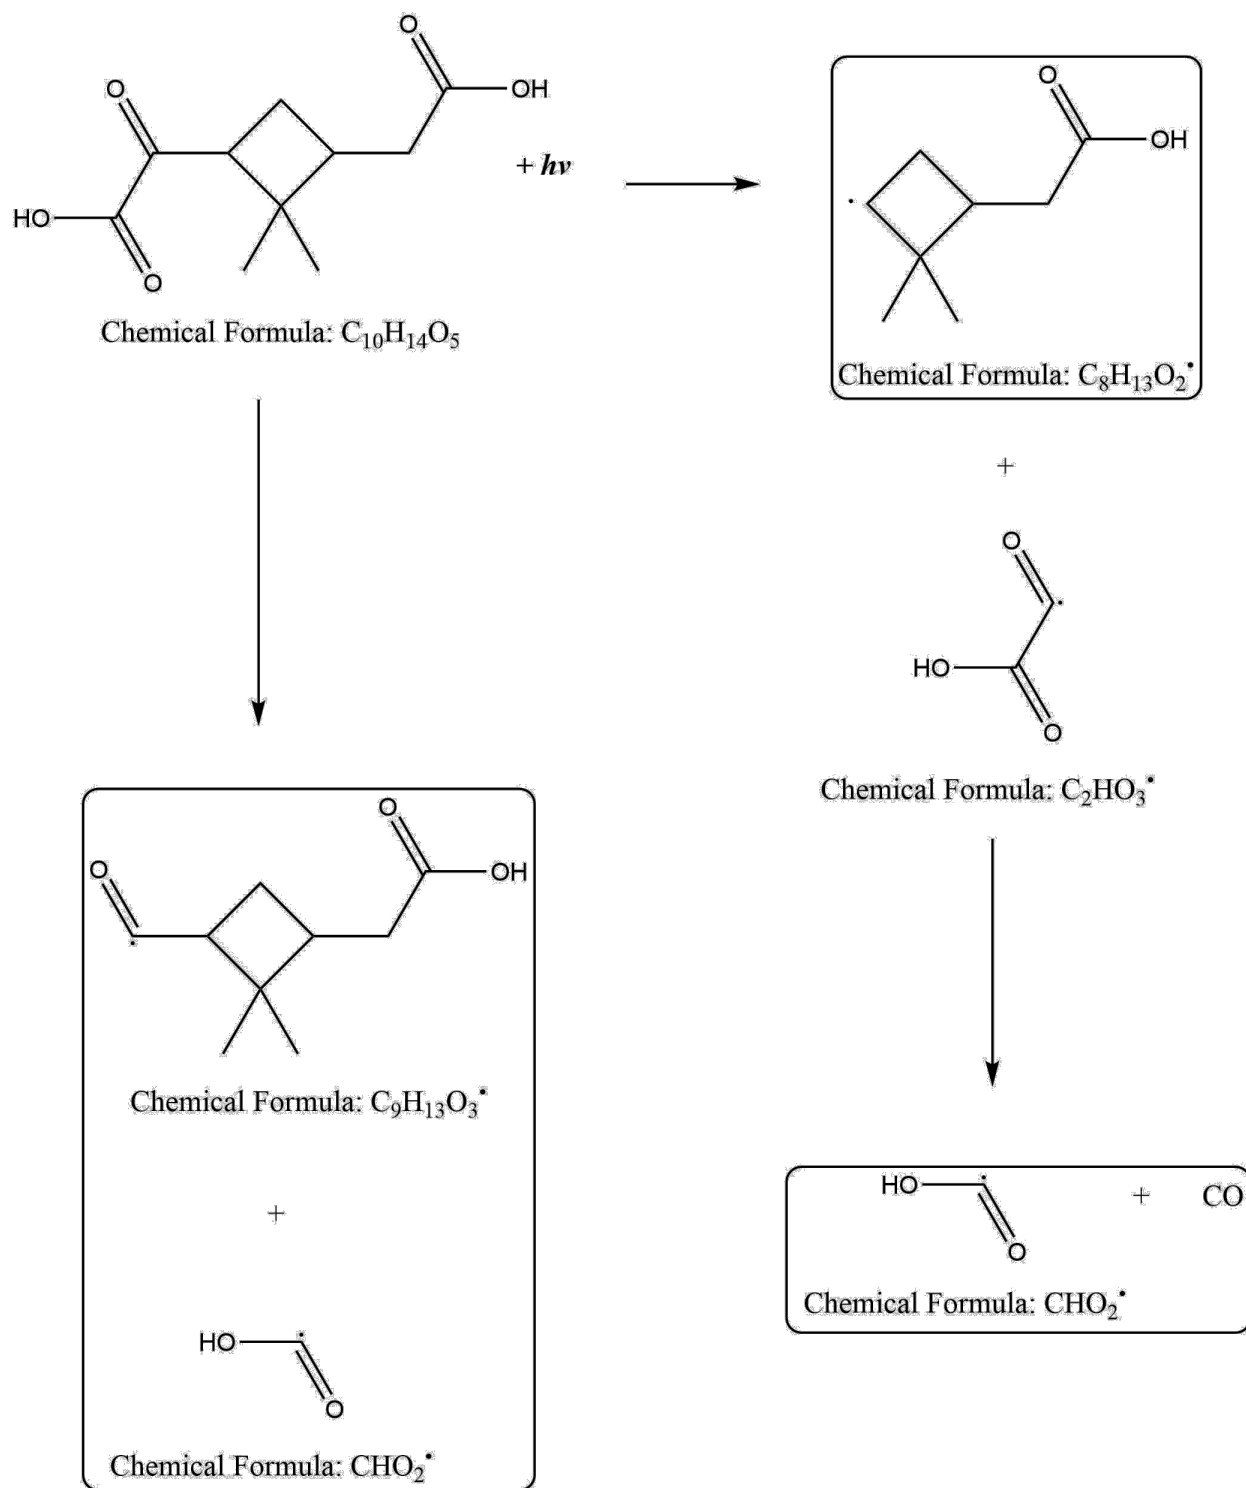 O
O
OH
+ hν
HO
O
Chemical Formula: C₁₀H₁₄O₅
O
OH
Chemical Formula: C₈H₁₃O₂•
+
O
HO
O
Chemical Formula: C₂HO₃•
O
O
OH
Chemical Formula: C₉H₁₃O₃•
+
HO
O
Chemical Formula: CHO₂•
HO
+ CO
O
Chemical Formula: CHO₂•